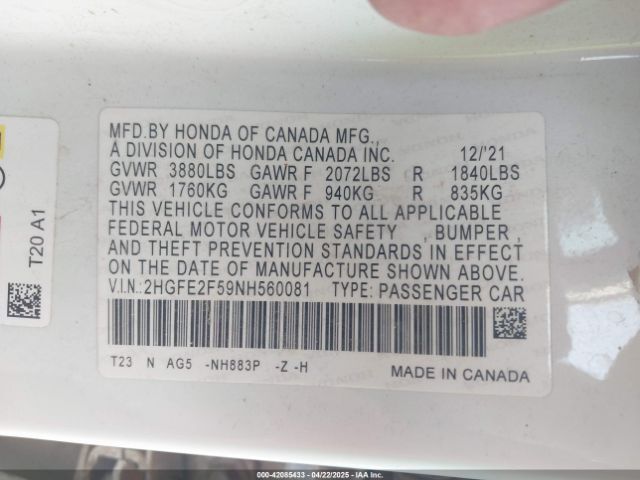 MFD.BY HONDA OF CANADA MFG.,
A DIVISION OF HONDA CANADA INC. 12/'21
GVWR 3880LBS GAWR F 2072LBS R 1840LBS
GVWR 1760KG GAWR F 940KG R 835KG
THIS VEHICLE CONFORMS TO ALL APPLICABLE
FEDERAL MOTOR VEHICLE SAFETY , BUMPER ,
AND THEFT PREVENTION STANDARDS IN EFFECT
ON THE DATE OF MANUFACTURE SHOWN ABOVE.
V.I.N.:2HGFE2F59NH560081 TYPE: PASSENGER CAR
T23 N AG5 -NH883P -Z -H
MADE IN CANADA
T20 A1
000-42085433 - 04/22/2025 - IAAI.COM